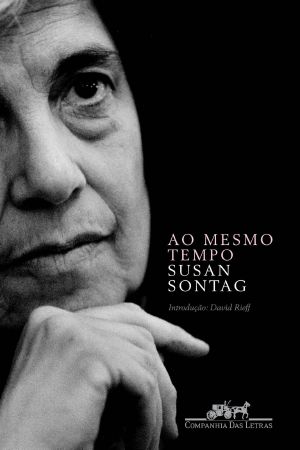 AO MESMO
TEMPO
SUSAN
SONTAG
Introdução: David Rieff
COMPANHIA DAS LETRAS